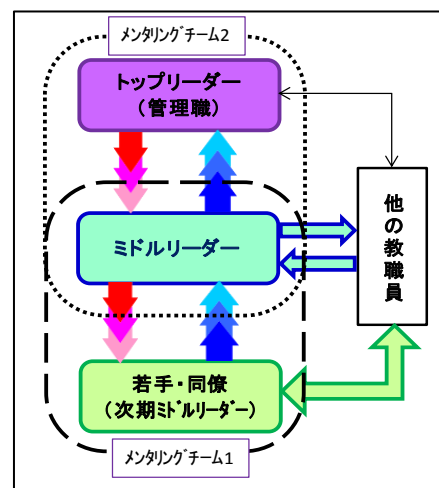 ﾒﾝﾀﾘﾝｸﾞﾁｰﾑ2
トップリーダー
（管理職）
ミドルリーダー
他の教職員
若手・同僚
（次期ﾐﾄﾞﾙﾘｰﾀﾞｰ）
ﾒﾝﾀﾘﾝｸﾞﾁｰﾑ1